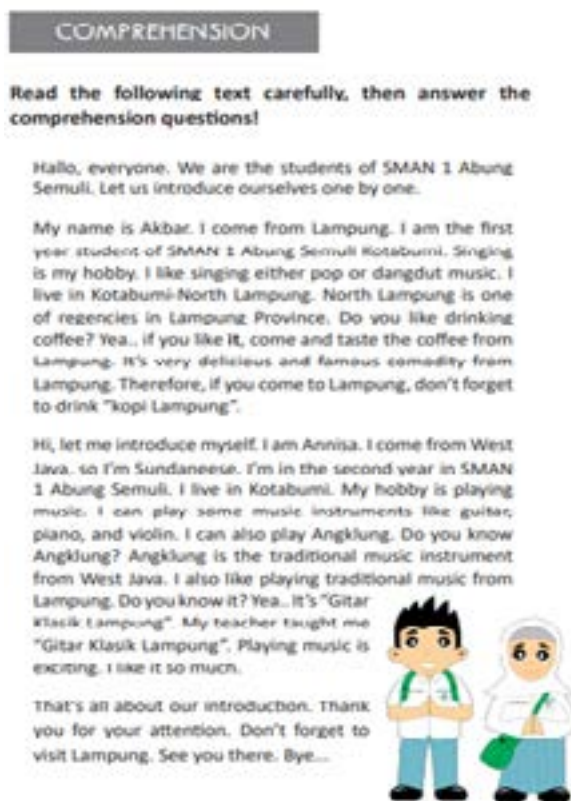 COMPREHENSION
Read the following text carefully, then answer the
comprehension questions!
Hallo, everyone. We are the students of SMAN 1 Abung
Semuli. Let us introduce ourselves one by one.
My name is Akbar. I come from Lampung. I am the first
year student of SMAN 1 Abung Semuli Kotabumi. Singing
is my hobby. I like singing either pop or dangdut music. I
live in Kotabumi-North Lampung. North Lampung is one
of regencies in Lampung Province. Do you like drinking
coffee? Yea.. if you like it, come and taste the coffee from
Lampung. It's very delicious and famous comodity from
Lampung. Therefore, if you come to Lampung, don't forget
to drink "kopi Lampung".
Hi, let me introduce myself. I am Annisa. I come from West
Java. so I'm Sundaneese. I'm in the second year in SMAN
1 Abung Semuli. I live in Kotabumi. My hobby is playing
music. I can play some music instruments like guitar,
piano, and violin. I can also play Angklung. Do you know
Angklung? Angklung is the traditional music instrument
from West Java. I also like playing traditional music from
Lampung. Do you know it? Yea.. It's "Gitar
Klasik Lampung". My teacher taught me
"Gitar Klasik Lampung". Playing music is
exciting. I like it so much.
That's all about our introduction. Thank
you for your attention. Don't forget to
visit Lampung. See you there. Bye...